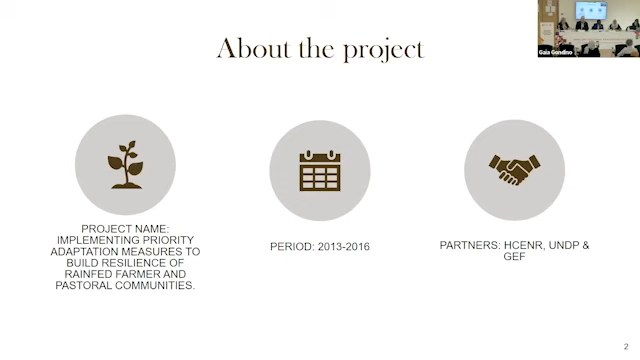 About the project
Gaia Gondino
PROJECT NAME:
IMPLEMENTING PRIORITY
ADAPTATION MEASURES TO
BUILD RESILIENCE OF
RAINFED FARMER AND
PASTORAL COMMUNITIES.
PERIOD: 2013-2016
PARTNERS: HCENR, UNDP &
GEF
2